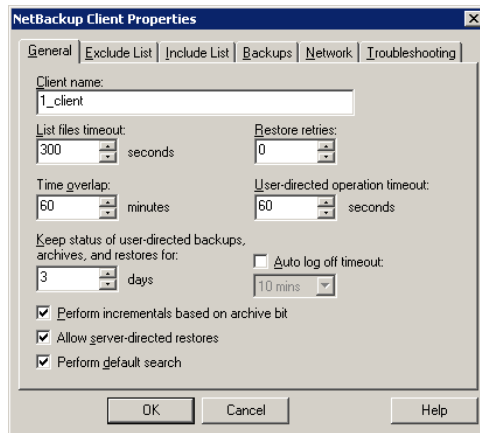 NetBackup Client Properties
General Exclude List Include List Backups Network Troubleshooting
Client name:
1_client
List files timeout: Restore retries:
300 seconds 0
Time overlap: User-directed operation timeout:
60 minutes 60 seconds
Keep status of user-directed backups,
archives, and restores for:
Auto log off timeout:
3 days 10 mins
Perform incrementals based on archive bit
Allow server-directed restores
Perform default search
OK Cancel Help